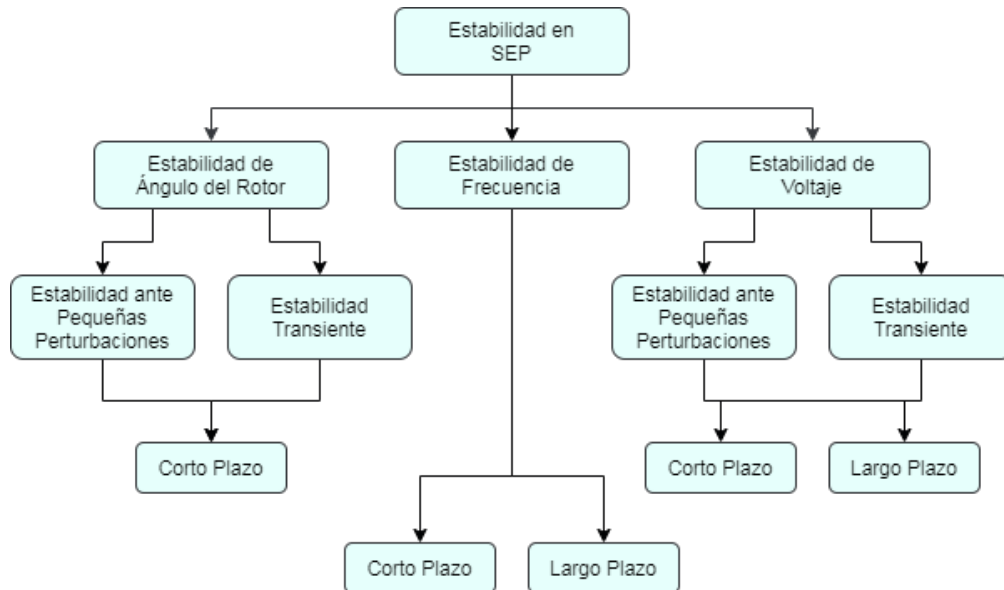 Estabilidad en
SEP
Estabilidad de
Ángulo del Rotor
Estabilidad de
Frecuencia
Estabilidad de
Voltaje
Estabilidad ante
Pequeñas
Perturbaciones
Estabilidad
Transiente
Estabilidad ante
Pequeñas
Perturbaciones
Estabilidad
Transiente
Corto Plazo
Corto Plazo
Largo Plazo
Corto Plazo
Largo Plazo